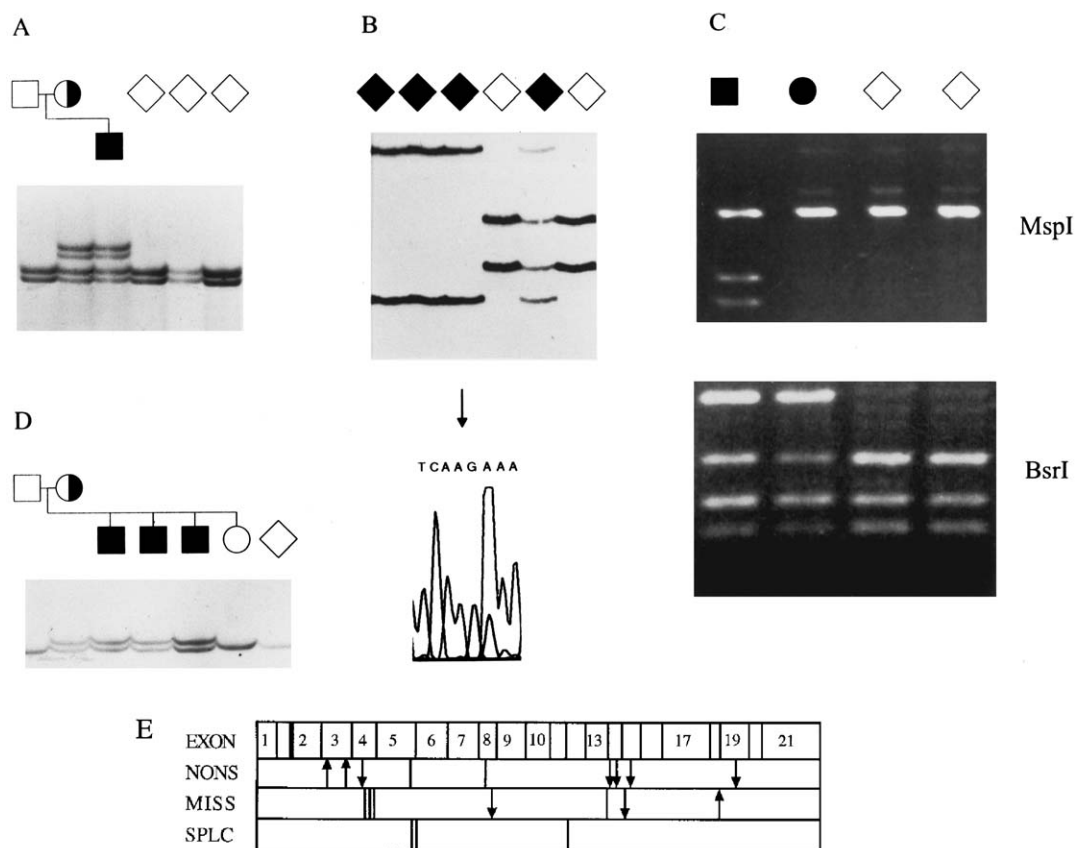 A
B
C
MspI
D
TCAAGAAA
BsrI
E
EXON 1 2 3 4 5 6 7 8 9 10 13 17 19 21
NONS
MISS
SPLC